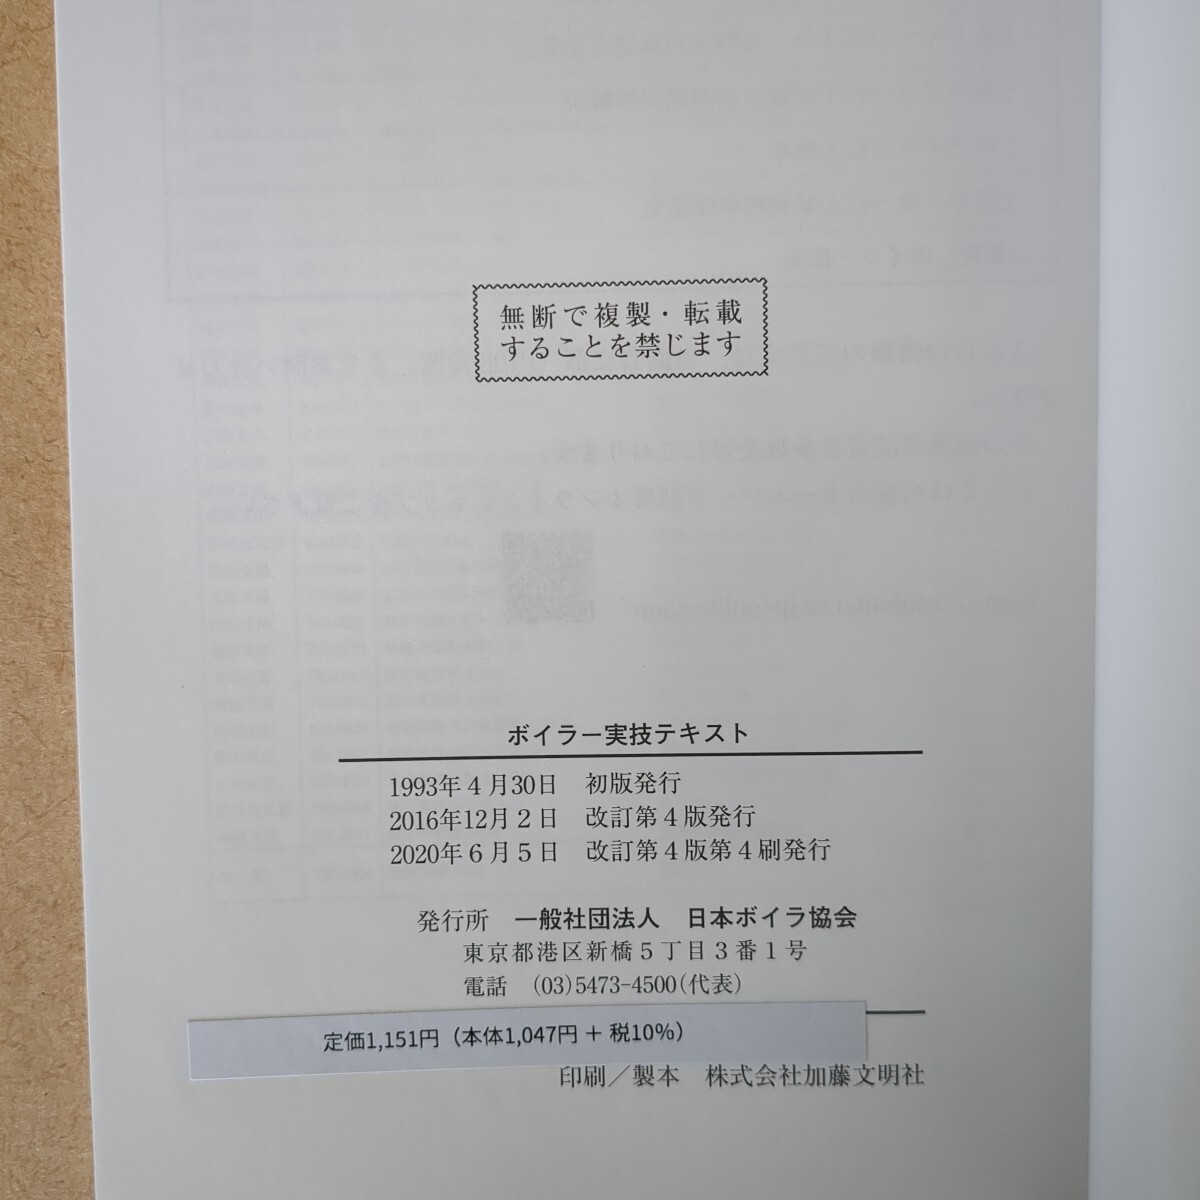 無断で複製・転載
することを禁じます
ボイラー実技テキスト
1993年4月30日 初版発行
2016年12月2日 改訂第4版発行
2020年6月5日 改訂第4版第4刷発行
発行所 一般社団法人 日本ボイラ協会
東京都港区新橋5丁目3番1号
電話 (03)5473-4500(代表)
定価1,151円（本体1,047円 ＋ 税10%）
印刷／製本 株式会社加藤文明社